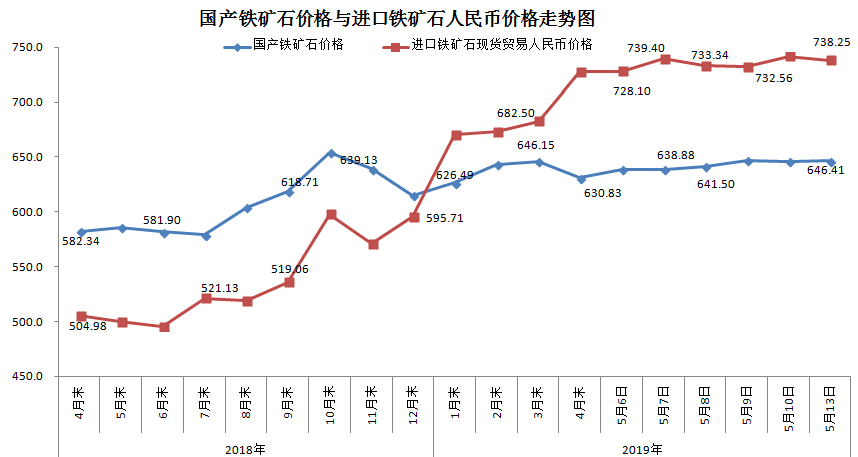 国产铁矿石价格与进口铁矿石人民币价格走势图
国产铁矿石价格
进口铁矿石现货贸易人民币价格
750.0
700.0
650.0
600.0
550.0
500.0
450.0
582.34
581.90
618.71
639.13
626.49
646.15
630.83
638.88
641.50
646.41
504.98
521.13
519.06
595.71
682.50
728.10
739.40
733.34
732.56
738.25
4月末
5月末
6月末
7月末
8月末
9月末
10月末
11月末
12月末
1月末
2月末
3月末
4月末
5月6日
5月7日
5月8日
5月9日
5月10日
5月13日
2018年
2019年